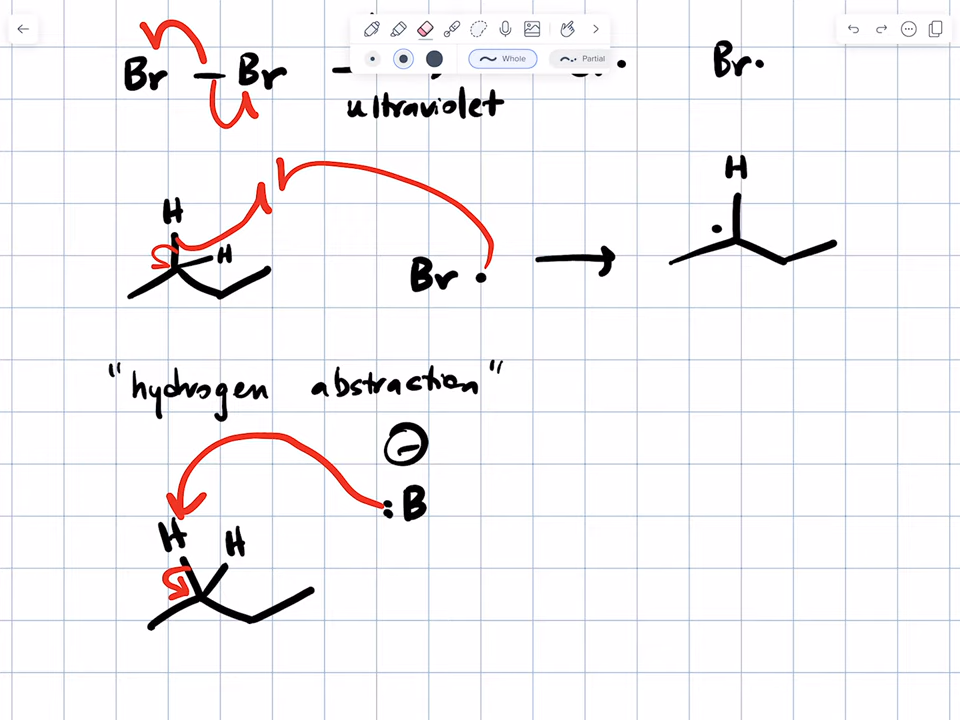 Whole Partial
Br – Br Br•
ultraviolet
H
H
H
Br •
"hydrogen abstraction"
–
:B
H H